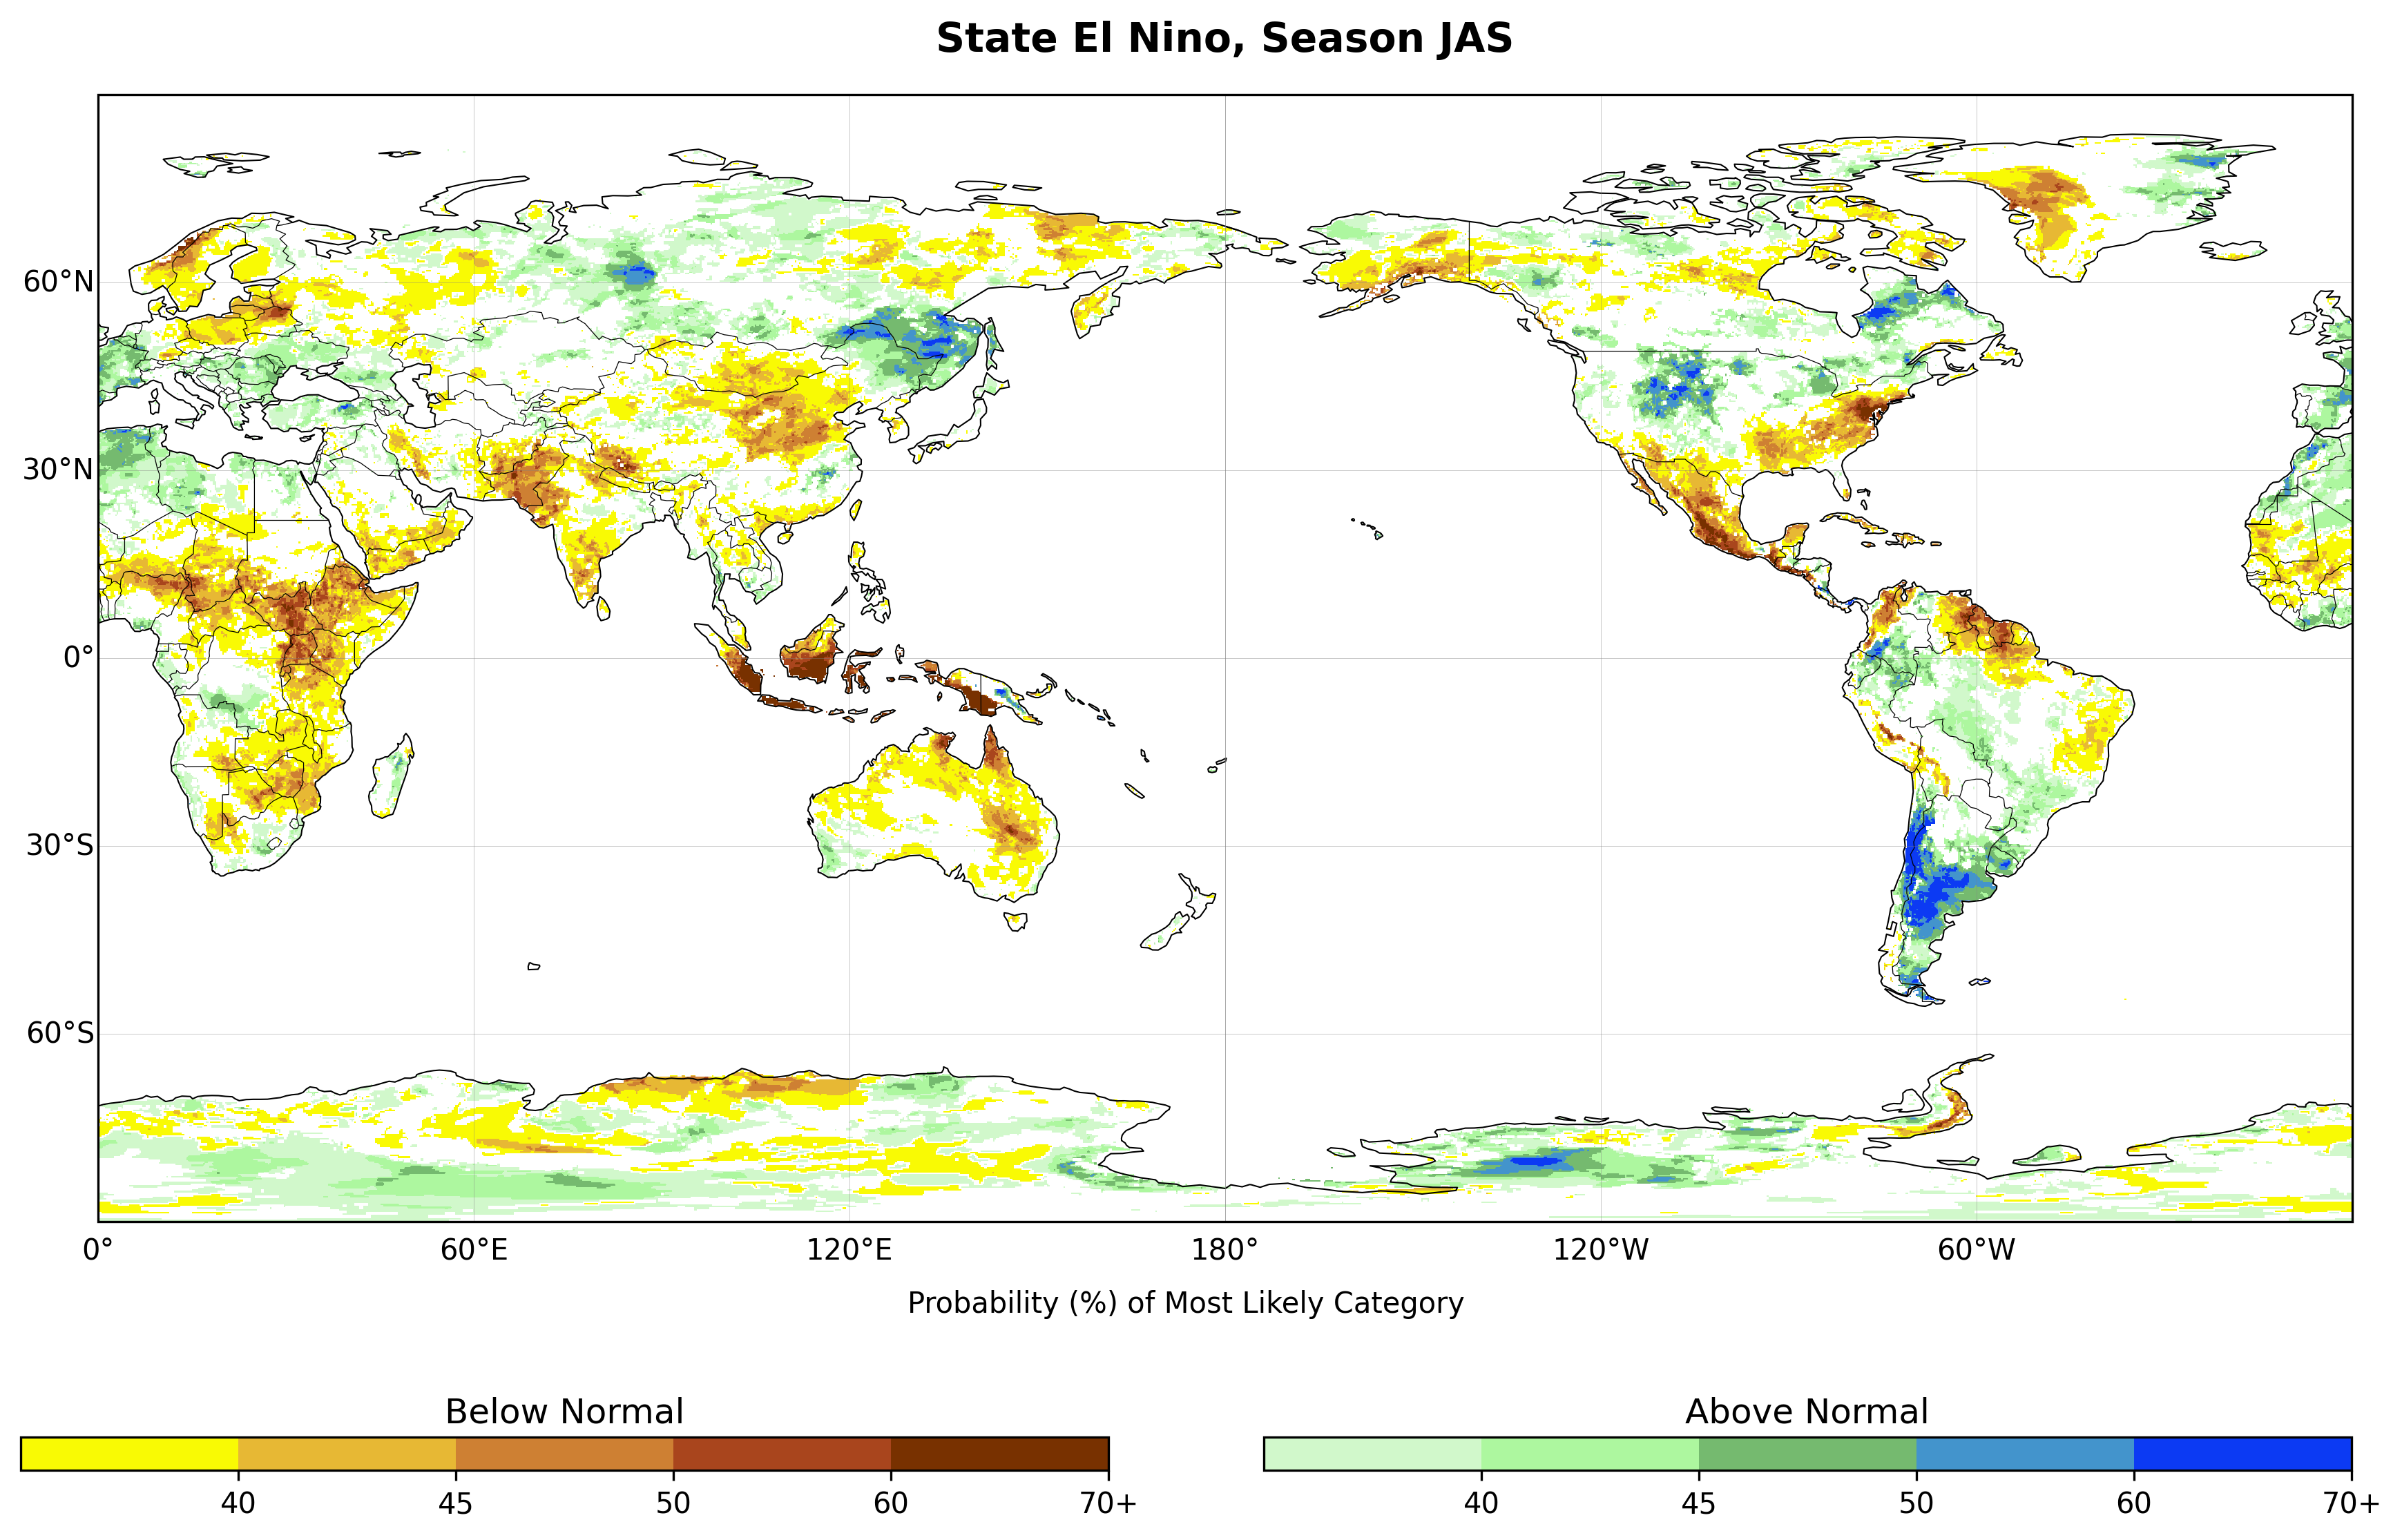 State El Nino, Season JAS
60°N
30°N
0°
30°S
60°S
0° 60°E 120°E 180° 120°W 60°W
Probability (%) of Most Likely Category
Below Normal Above Normal
40 45 50 60 70+ 40 45 50 60 70+